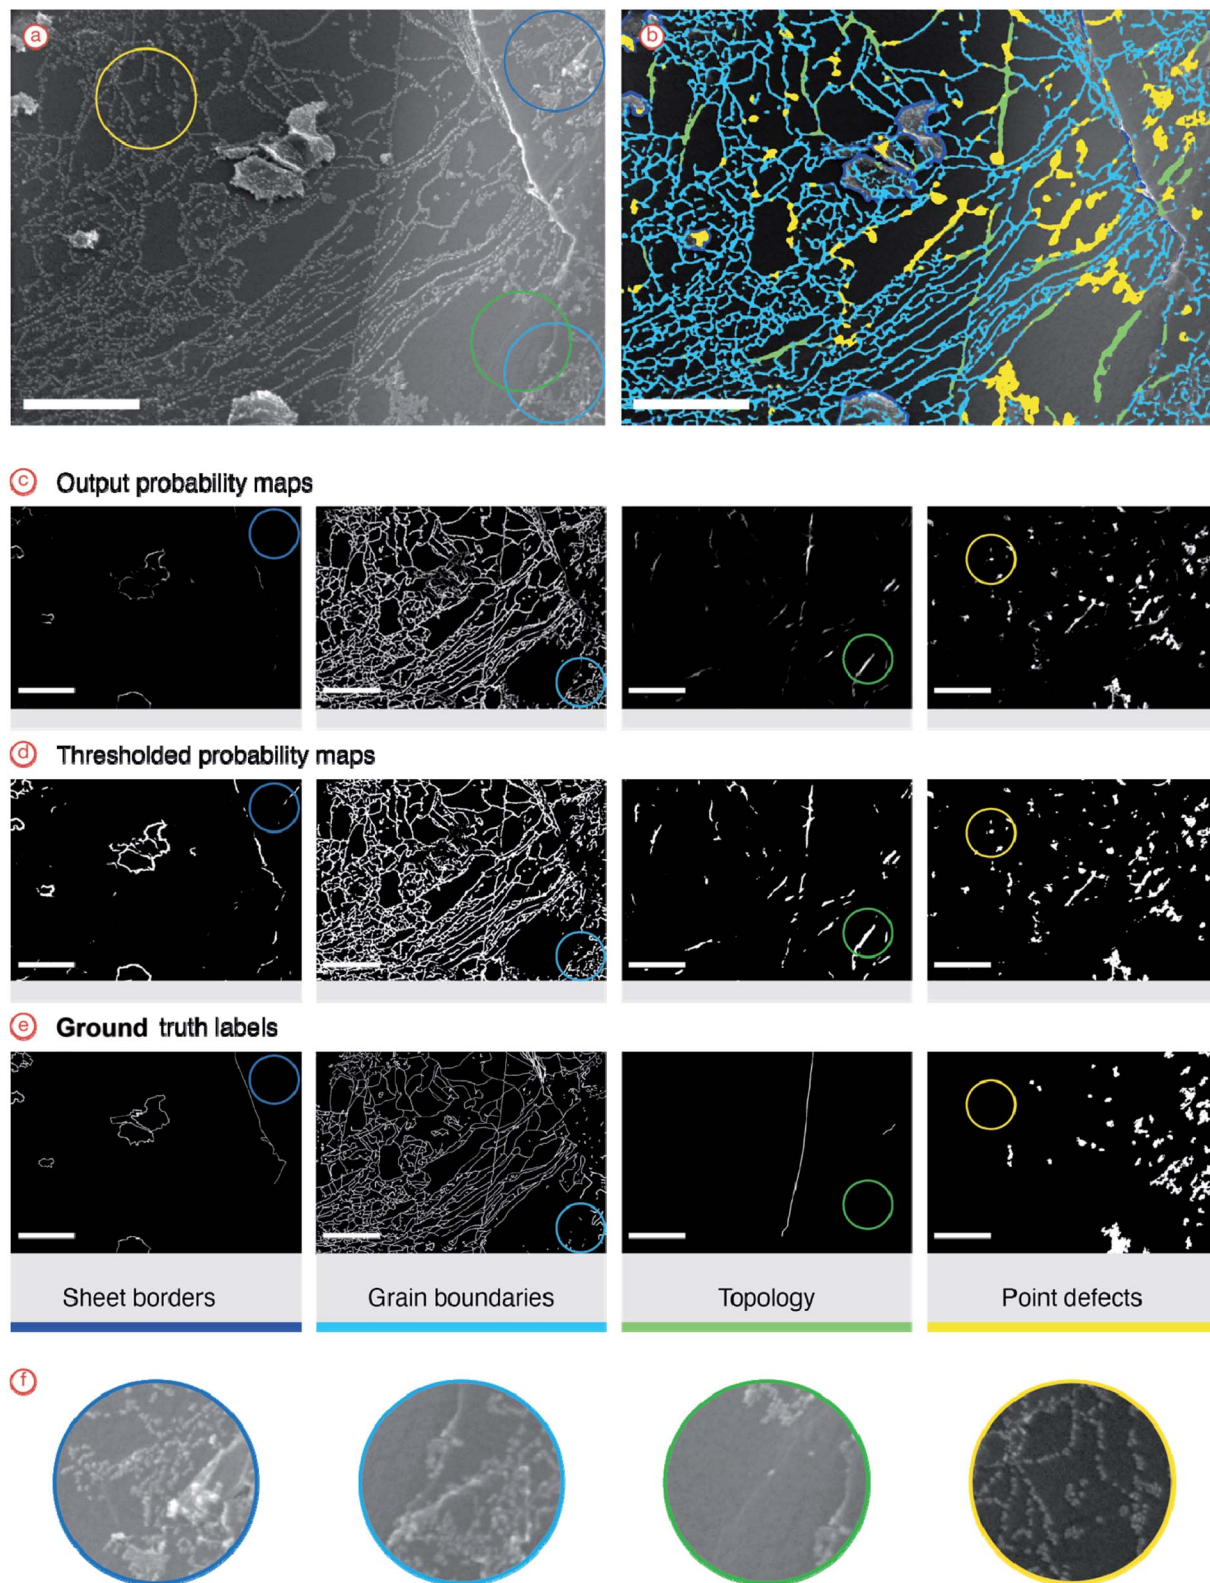 a
b
c Output probability maps
d Thresholded probability maps
e Ground truth labels
Sheet borders
Grain boundaries
Topology
Point defects
f